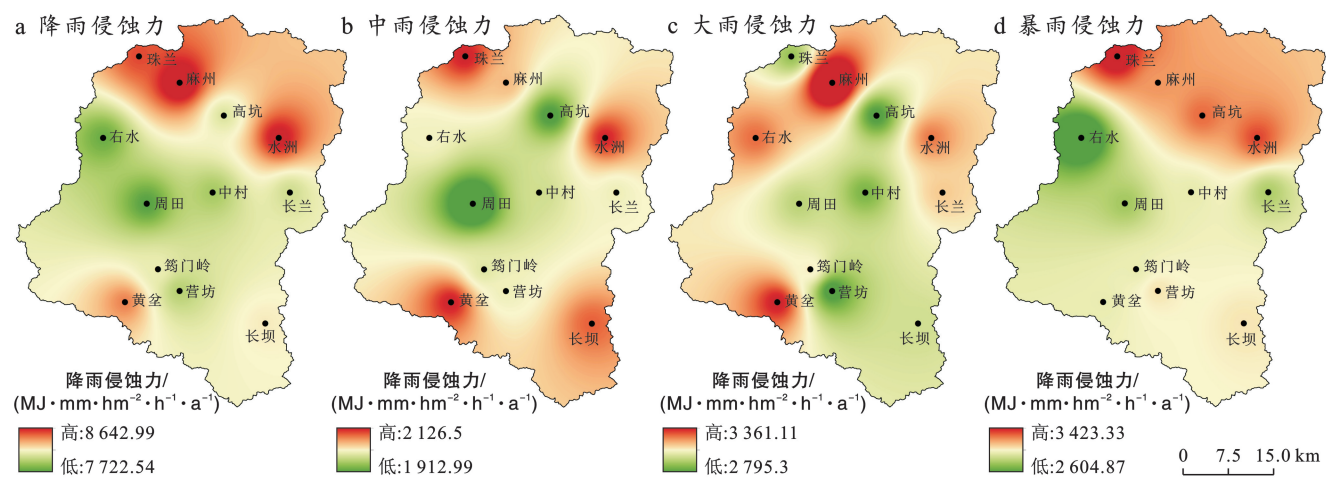 a 降雨侵蚀力
珠兰
麻州
高坑
右水
水洲
中村
周田
长兰
筠门岭
营坊
黄坌
长坝
降雨侵蚀力/
(MJ·mm·hm⁻²·h⁻¹·a⁻¹)
高:8 642.99
低:7 722.54
b 中雨侵蚀力
珠兰
麻州
高坑
右水
水洲
中村
周田
长兰
筠门岭
营坊
黄坌
长坝
降雨侵蚀力/
(MJ·mm·hm⁻²·h⁻¹·a⁻¹)
高:2 126.5
低:1 912.99
c 大雨侵蚀力
珠兰
麻州
高坑
右水
水洲
中村
周田
长兰
筠门岭
营坊
黄坌
长坝
降雨侵蚀力/
(MJ·mm·hm⁻²·h⁻¹·a⁻¹)
高:3 361.11
低:2 795.3
d 暴雨侵蚀力
珠兰
麻州
高坑
右水
水洲
中村
周田
长兰
筠门岭
营坊
黄坌
长坝
降雨侵蚀力/
(MJ·mm·hm⁻²·h⁻¹·a⁻¹)
高:3 423.33
低:2 604.87
0 7.5 15.0 km